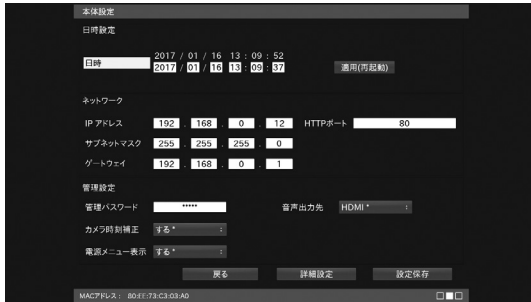 本体設定
日時設定
2017 / 01 / 16 13 : 09 : 52
日時 2017 / 01 / 16 13 : 09 : 37 適用(再起動)
ネットワーク
IP アドレス 192 . 168 . 0 . 12 HTTPポート 80
サブネットマスク 255 . 255 . 255 . 0
ゲートウェイ 192 . 168 . 0 . 1
管理設定
管理パスワード ••••• 音声出力先 HDMI *
カメラ時刻補正 する *
電源メニュー表示 する *
戻る 詳細設定 設定保存
MACアドレス : 80:EE:73:C3:03:A0